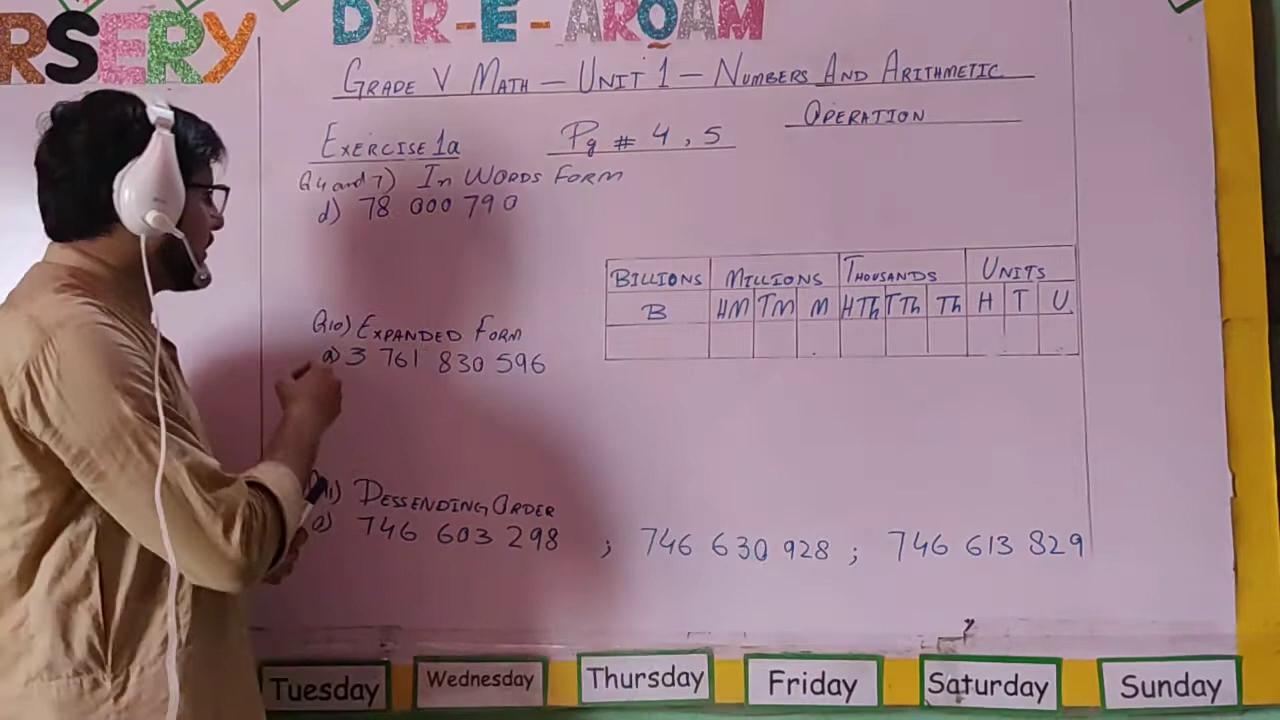 RSERY
DAR-E-ARQAM
GRADE V MATH - UNIT 1 - NUMBERS AND ARITHMETIC
OPERATION
EXERCISE 1a Pg # 4, 5
Q4 and 7) IN WORDS FORM
d) 78 000 790
BILLIONS MILLIONS THOUSANDS UNITS
B HM TM M HTh TTh Th H T U
Q10) EXPANDED FORM
a) 3 761 830 596
11) DESSENDING ORDER
a) 746 603 298 ; 746 630 928 ; 746 613 829
Tuesday Wednesday Thursday Friday Saturday Sunday